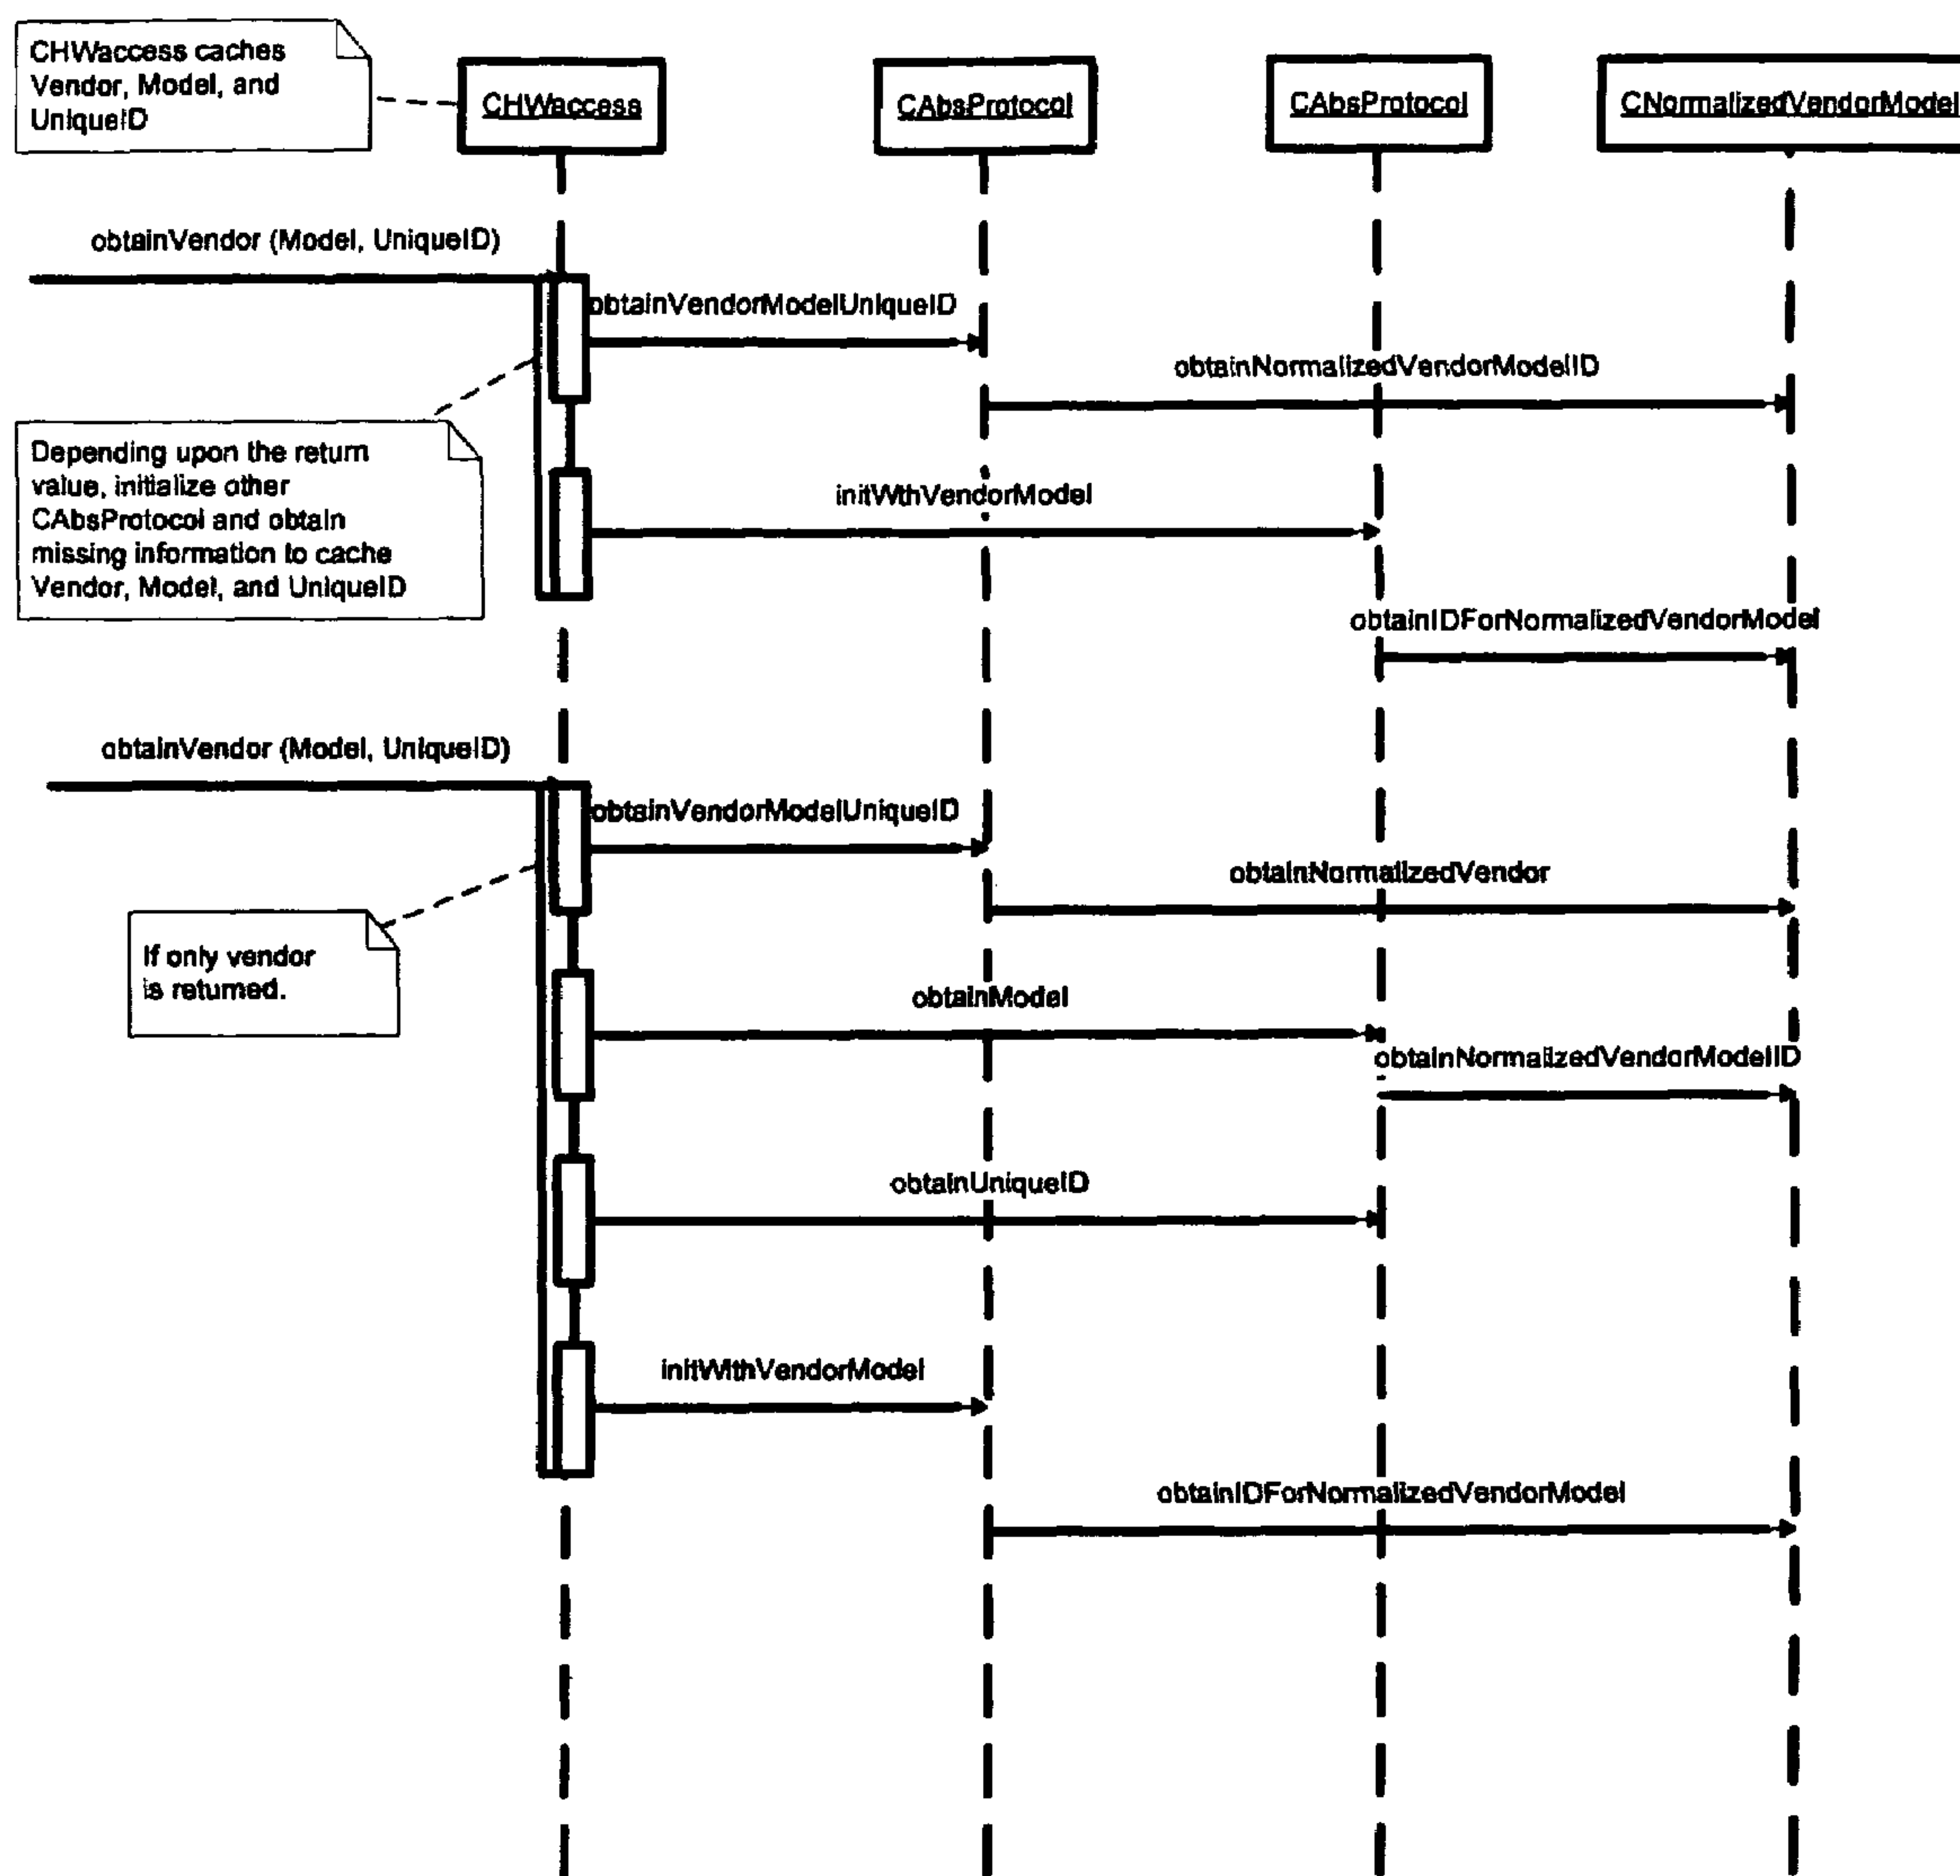 CHWaccess caches
Vendor, Model, and
UniqueID
CHWaccess
CAbsProtocol
CAbsProtocol
CNormalizedVendorModel
obtainVendor (Model, UniqueID)
obtainVendorModelUniqueID
obtainNormalizedVendorModelID
Depending upon the return
value, initialize other
CAbsProtocol and obtain
missing information to cache
Vendor, Model, and UniqueID
initWthVendorModel
obtainIDForNormalizedVendorModel
obtainVendor (Model, UniqueID)
obtainVendorModelUniqueID
obtainNormalizedVendor
If only vendor
is returned.
obtainModel
obtainNormalizedVendorModelID
obtainUniqueID
initWithVendorModel
obtainIDForNormalizedVendorModel